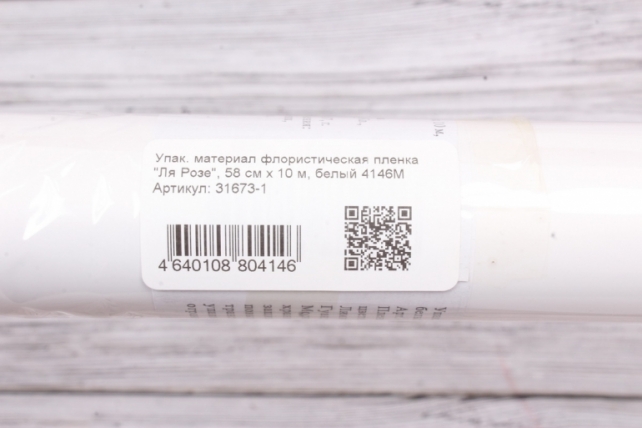 Упак. материал флористическая пленка
"Ля Розе", 58 см х 10 м, белый 4146М
Артикул: 31673-1
4 640108 804146